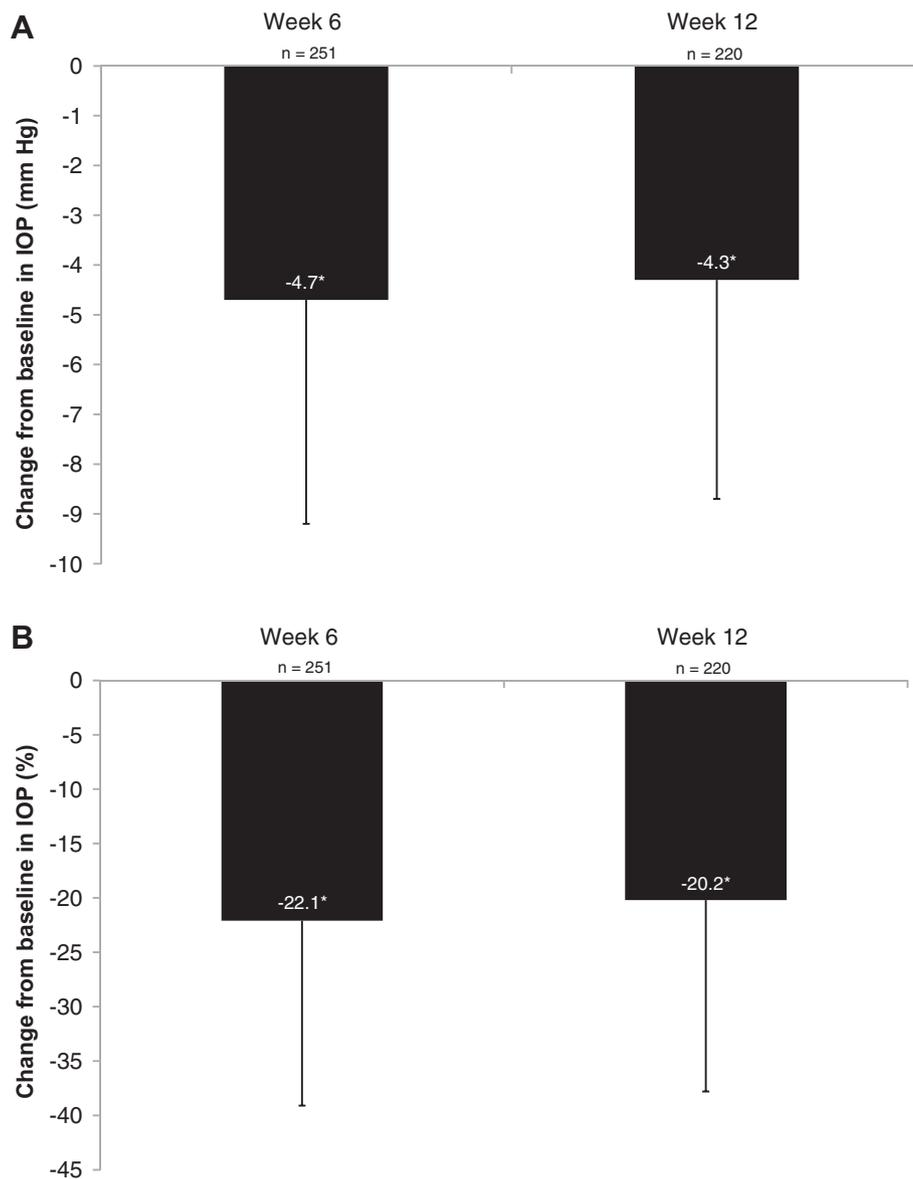 A
Week 6
Week 12
n = 251
n = 220
0
-1
-2
-3
-4
-5
-6
-7
-8
-9
-10
Change from baseline in IOP (mm Hg)
-4.7*
-4.3*
B
Week 6
Week 12
n = 251
n = 220
0
-5
-10
-15
-20
-25
-30
-35
-40
-45
Change from baseline in IOP (%)
-22.1*
-20.2*